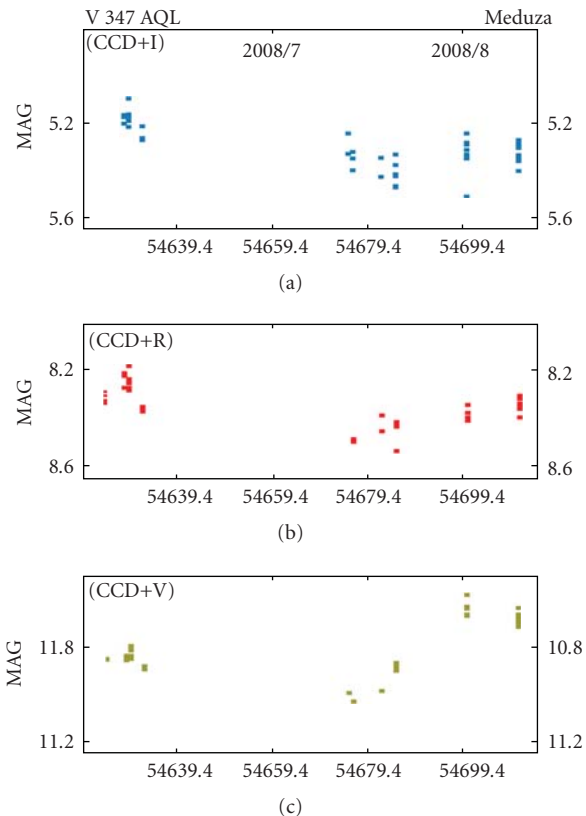 V 347 AQL Meduza
(CCD+I) 2008/7 2008/8
MAG
5.2 5.2
5.6 5.6
54639.4 54659.4 54679.4 54699.4
(a)
(CCD+R)
MAG
8.2 8.2
8.6 8.6
54639.4 54659.4 54679.4 54699.4
(b)
(CCD+V)
MAG
11.8 10.8
11.2 11.2
54639.4 54659.4 54679.4 54699.4
(c)